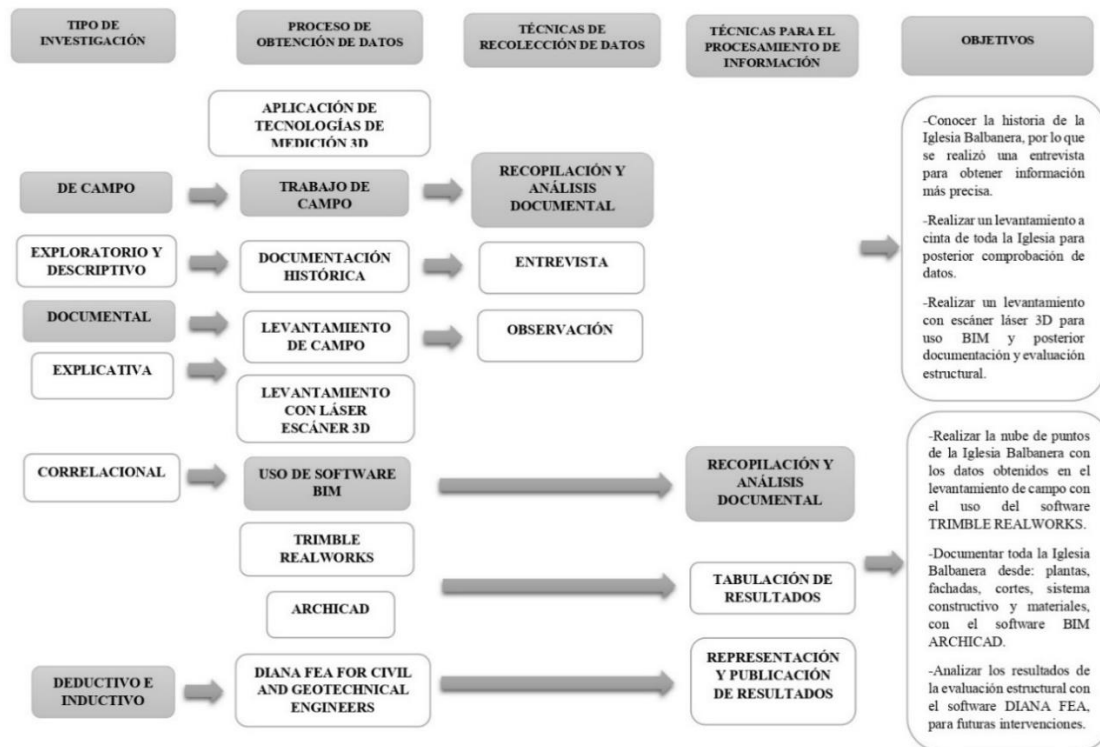 TIPO DE
INVESTIGACIÓN
PROCESO DE
OBTENCIÓN DE DATOS
TÉCNICAS DE
RECOLECCIÓN DE DATOS
TÉCNICAS PARA EL
PROCESAMIENTO DE
INFORMACIÓN
OBJETIVOS
APLICACIÓN DE
TECNOLOGÍAS DE
MEDICIÓN 3D
DE CAMPO
TRABAJO DE
CAMPO
RECOPILACIÓN Y
ANÁLISIS
DOCUMENTAL
EXPLORATORIO Y
DESCRIPTIVO
DOCUMENTACIÓN
HISTÓRICA
ENTREVISTA
DOCUMENTAL
LEVANTAMIENTO
DE CAMPO
OBSERVACIÓN
EXPLICATIVA
LEVANTAMIENTO
CON LÁSER
ESCÁNER 3D
-Conocer la historia de la
Iglesia Balbanera, por lo que
se realizó una entrevista
para obtener información
más precisa.
-Realizar un levantamiento a
cinta de toda la Iglesia para
posterior comprobación de
datos.
-Realizar un levantamiento
con escáner láser 3D para
uso BIM y posterior
documentación y evaluación
estructural.
CORRELACIONAL
USO DE SOFTWARE
BIM
RECOPILACIÓN Y
ANÁLISIS
DOCUMENTAL
TRIMBLE
REALWORKS
ARCHICAD
TABULACIÓN DE
RESULTADOS
DEDUCTIVO E
INDUCTIVO
DIANA FEA FOR CIVIL
AND GEOTECHNICAL
ENGINEERS
REPRESENTACIÓN
Y PUBLICACIÓN
DE RESULTADOS
-Realizar la nube de puntos
de la Iglesia Balbanera con
los datos obtenidos en el
levantamiento de campo con
el uso del software
TRIMBLE REALWORKS.
-Documentar toda la Iglesia
Balbanera desde: plantas,
fachadas, cortes, sistema
constructivo y materiales,
con el software BIM
ARCHICAD.
-Analizar los resultados de
la evaluación estructural con
el software DIANA FEA,
para futuras intervenciones.